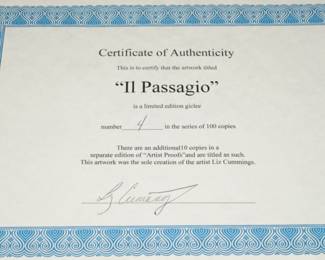 Certificate of Authenticity
This is to certify that the artwork titled
“Il Passagio”
is a limited edition giclee
number 4 in the series of 100 copies
There are an additional10 copies in a
separate edition of “Artist Proofs” and are titled as such.
This artwork was the sole creation of the artist Liz Cummings.